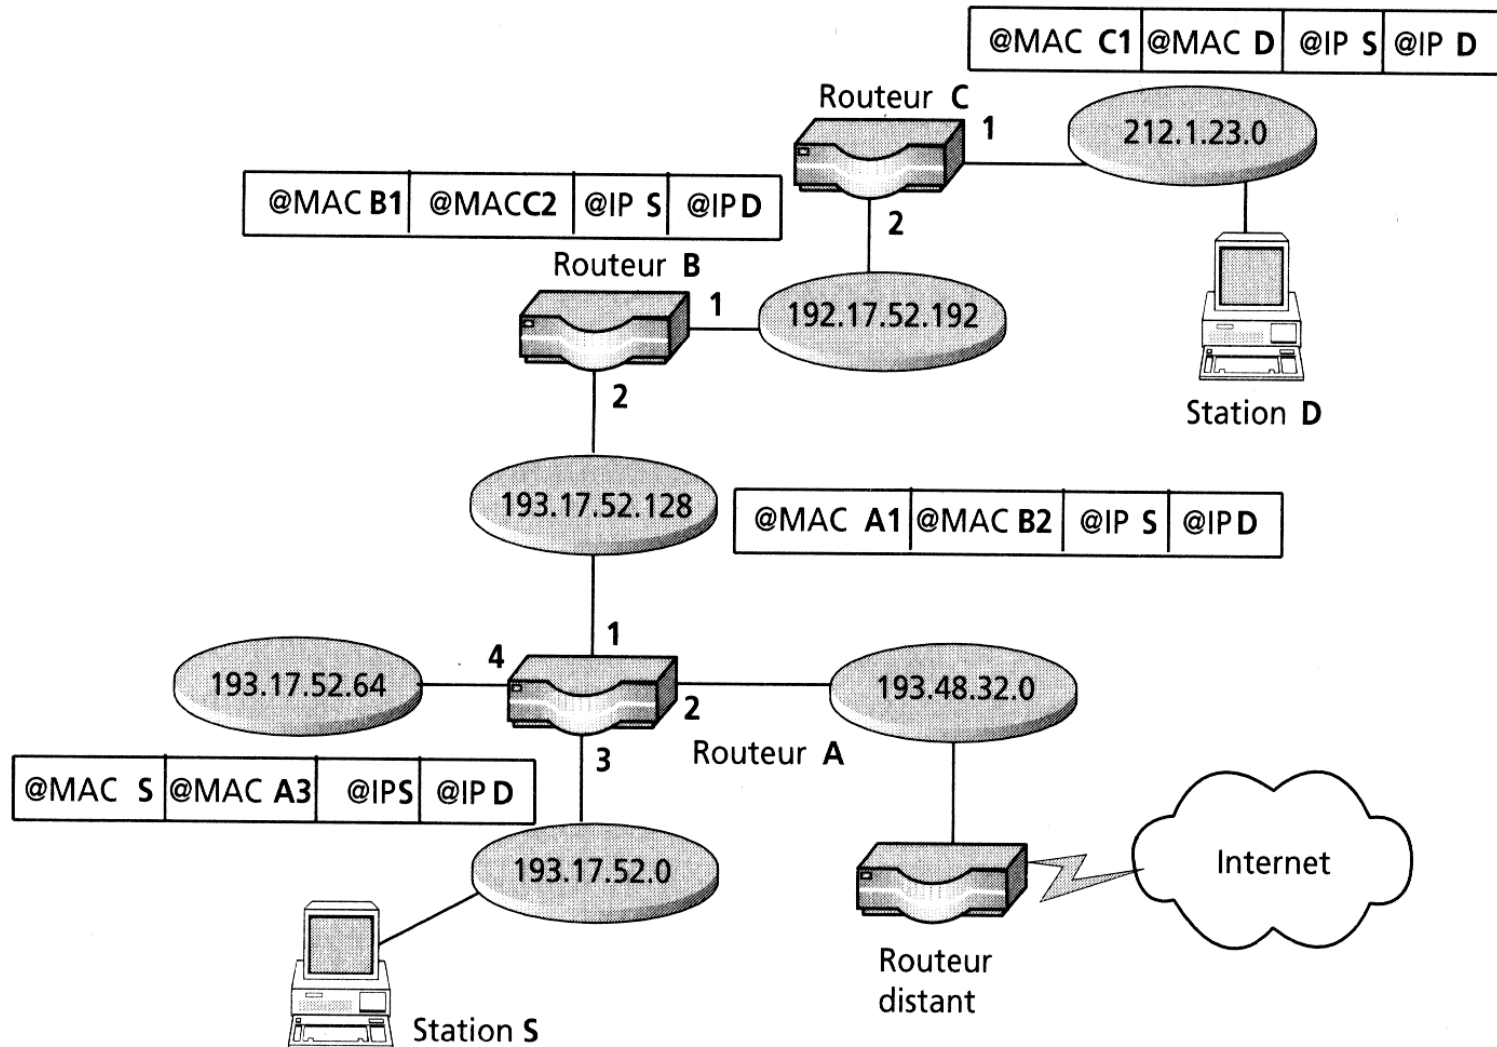 @MAC C1 @MAC D @IP S @IP D
Routeur C
1
212.1.23.0
@MAC B1 @MACC2 @IP S @IP D
2
Routeur B
1
192.17.52.192
2
Station D
193.17.52.128
@MAC A1 @MAC B2 @IP S @IP D
1
4
193.17.52.64
2
193.48.32.0
3
Routeur A
@MAC S @MAC A3 @IPS @IP D
193.17.52.0
Internet
Routeur
distant
Station S